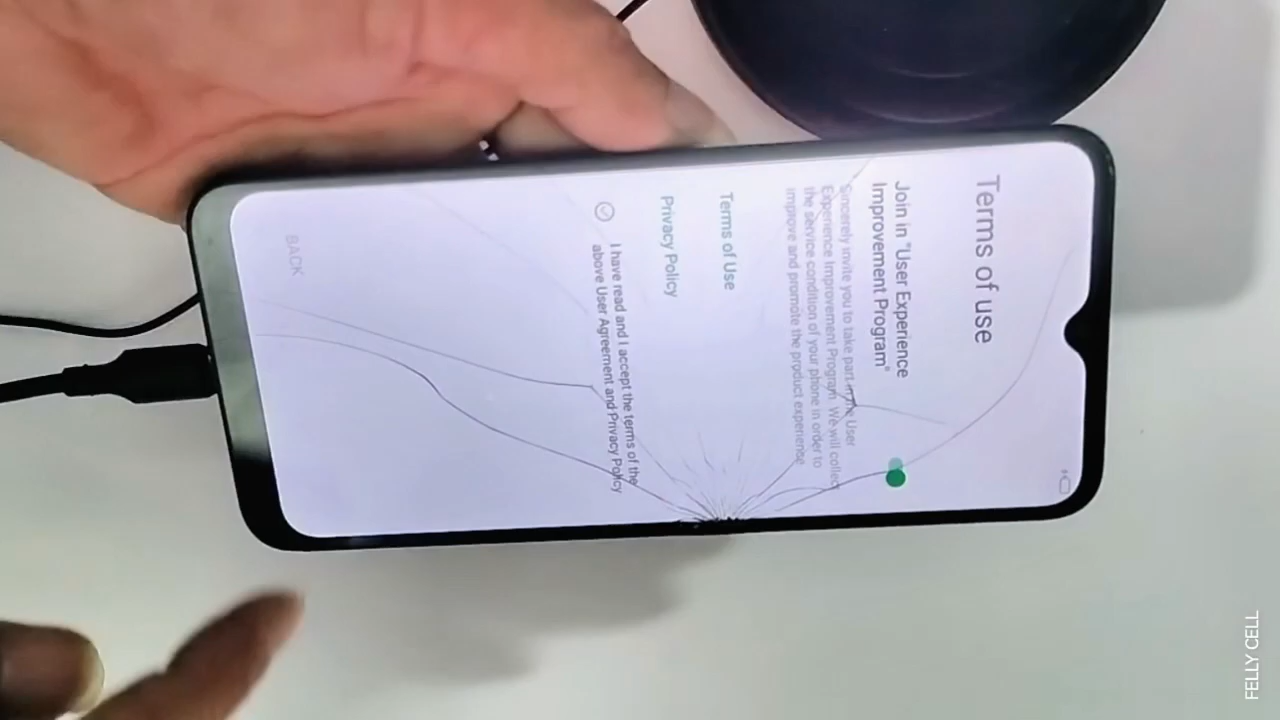 Terms of use
Join in "User Experience
Improvement Program"
Sincerely invite you to take part in the User
Experience Improvement Program. We will collect
the service condition of your phone in order to
improve and promote the product experience
Terms of Use
Privacy Policy
I have read and I accept the terms of the
above User Agreement and Privacy Policy
BACK
FELLY CELL